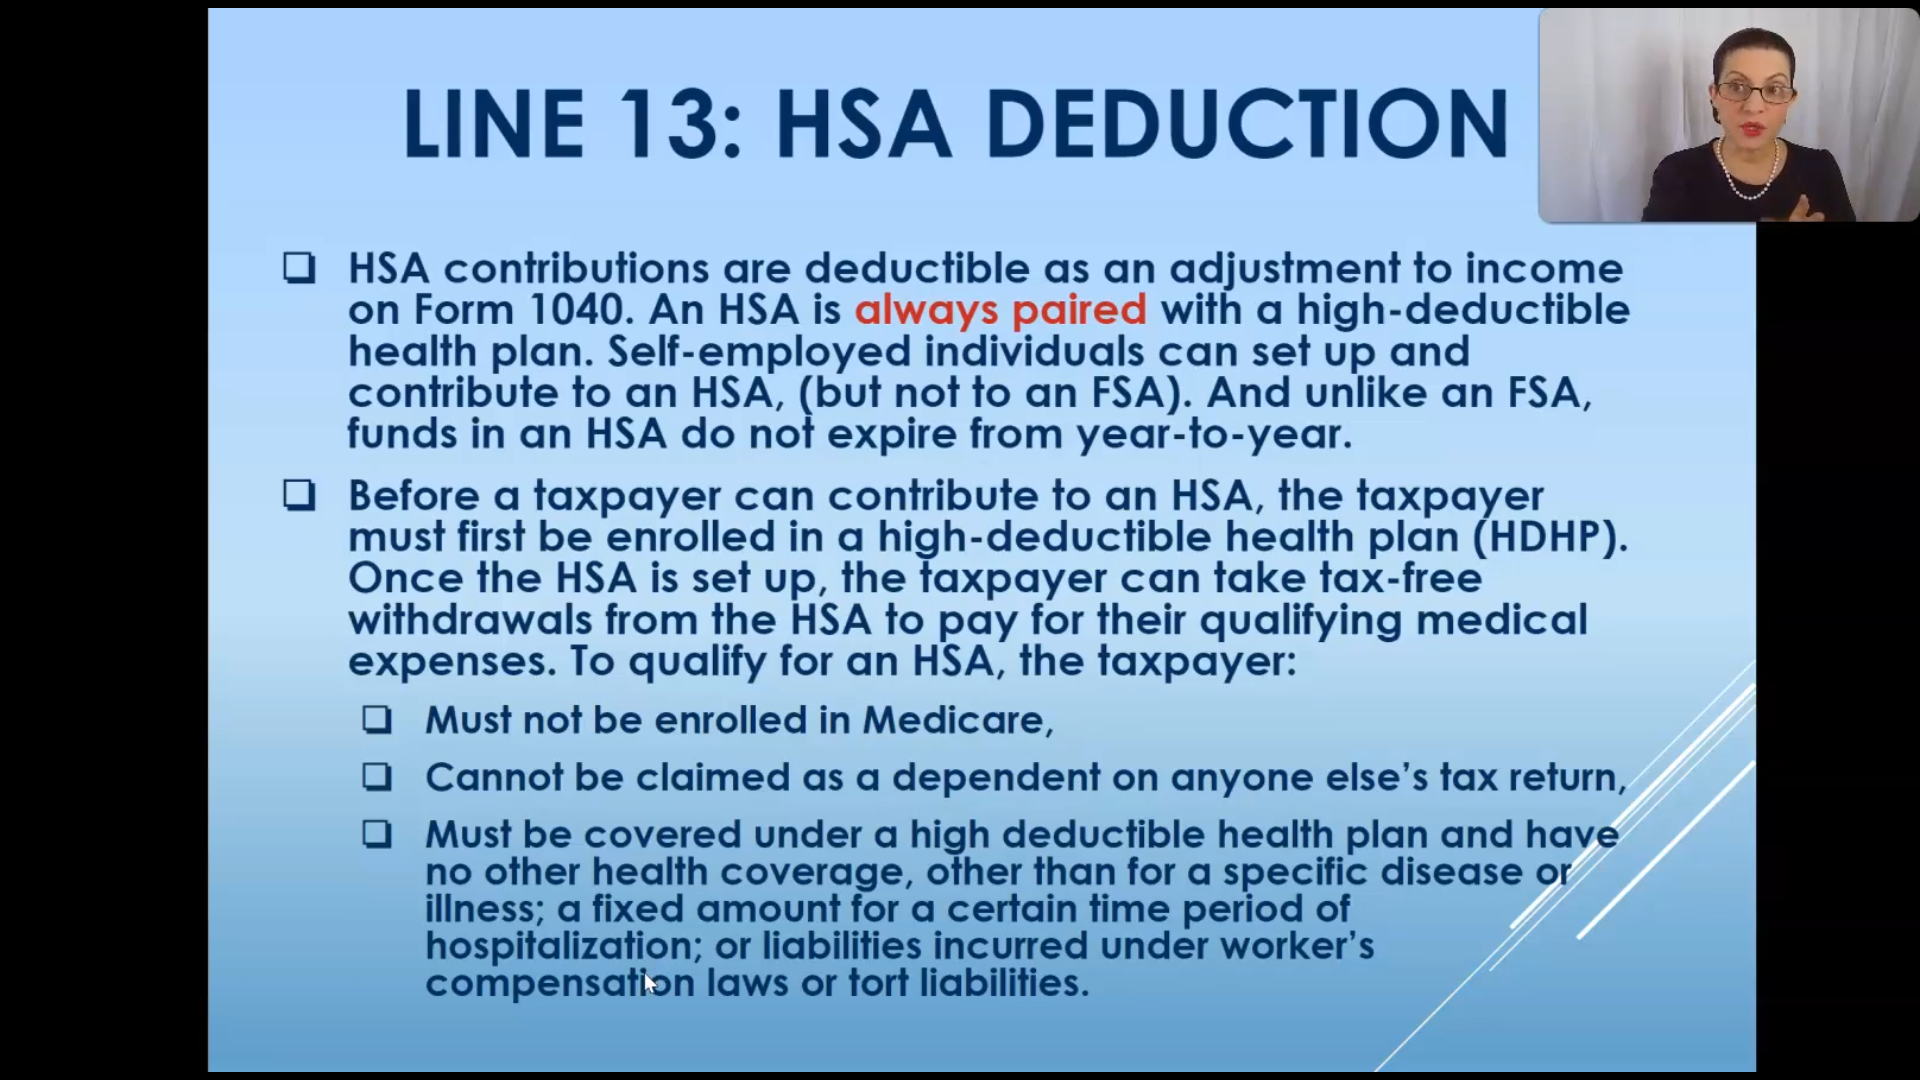 LINE 13: HSA DEDUCTION
HSA contributions are deductible as an adjustment to income
on Form 1040. An HSA is always paired with a high-deductible
health plan. Self-employed individuals can set up and
contribute to an HSA, (but not to an FSA). And unlike an FSA,
funds in an HSA do not expire from year-to-year.
Before a taxpayer can contribute to an HSA, the taxpayer
must first be enrolled in a high-deductible health plan (HDHP).
Once the HSA is set up, the taxpayer can take tax-free
withdrawals from the HSA to pay for their qualifying medical
expenses. To qualify for an HSA, the taxpayer:
Must not be enrolled in Medicare,
Cannot be claimed as a dependent on anyone else's tax return,
Must be covered under a high deductible health plan and have
no other health coverage, other than for a specific disease or
illness; a fixed amount for a certain time period of
hospitalization; or liabilities incurred under worker's
compensation laws or tort liabilities.